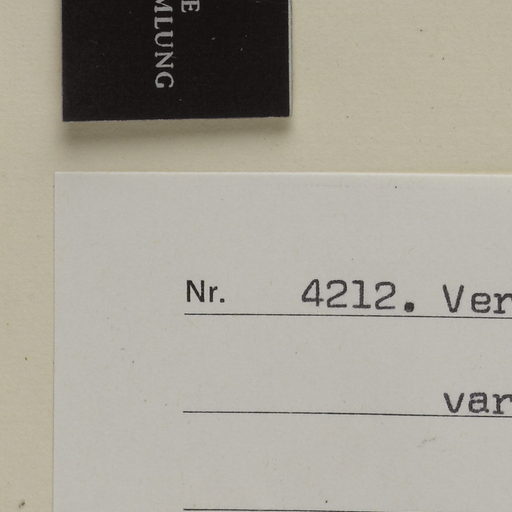 Nr. 4212. Ver
var
E
MLUNG